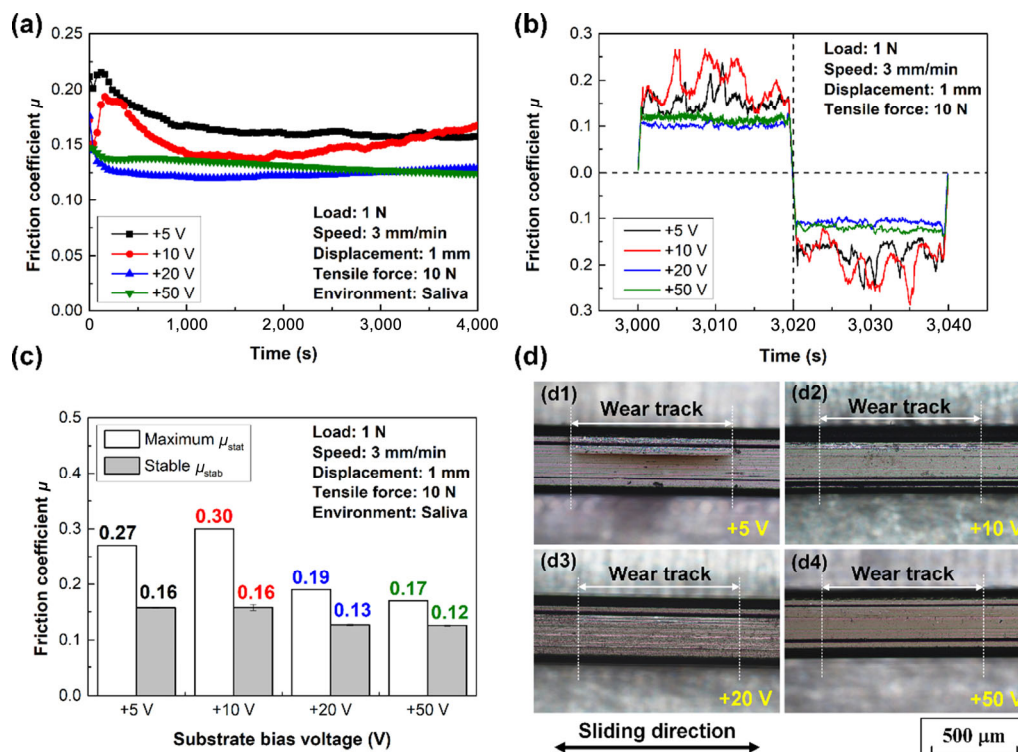 (a)
0.25
0.20
0.15
0.10
0.05
0.00
Friction coefficient μ
+5 V
+10 V
+20 V
+50 V
Load: 1 N
Speed: 3 mm/min
Displacement: 1 mm
Tensile force: 10 N
Environment: Saliva
0 1,000 2,000 3,000 4,000
Time (s)
(b)
0.3
0.2
0.1
0.0
0.1
0.2
0.3
Friction coefficient μ
Load: 1 N
Speed: 3 mm/min
Displacement: 1 mm
Tensile force: 10 N
+5 V
+10 V
+20 V
+50 V
3,000 3,010 3,020 3,030 3,040
Time (s)
(c)
0.5
0.4
0.3
0.2
0.1
0.0
Friction coefficient μ
Maximum μstat
Stable μstab
Load: 1 N
Speed: 3 mm/min
Displacement: 1 mm
Tensile force: 10 N
Environment: Saliva
0.27 0.16 0.30 0.16 0.19 0.13 0.17 0.12
+5 V +10 V +20 V +50 V
Substrate bias voltage (V)
(d)
(d1)
Wear track
+5 V
(d2)
Wear track
+10 V
(d3)
Wear track
+20 V
(d4)
Wear track
+50 V
Sliding direction
500 μm